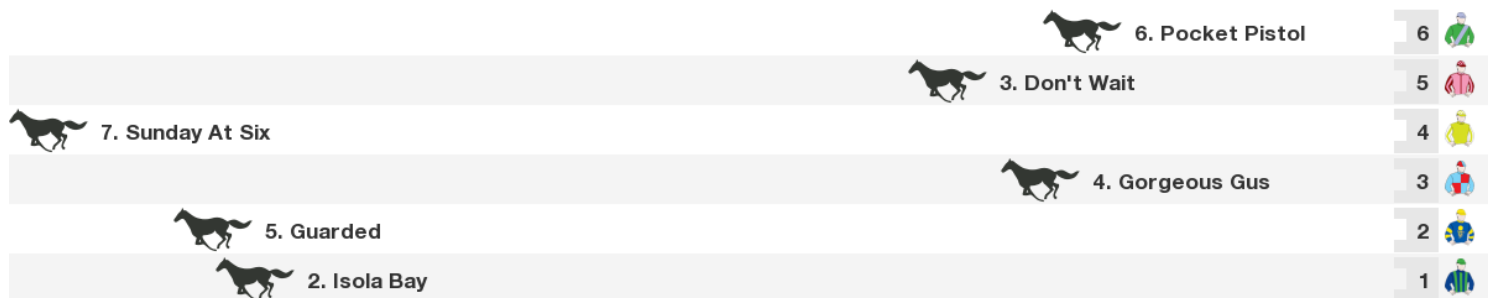 6. Pocket Pistol 6
3. Don't Wait 5
7. Sunday At Six 4
4. Gorgeous Gus 3
5. Guarded 2
2. Isola Bay 1